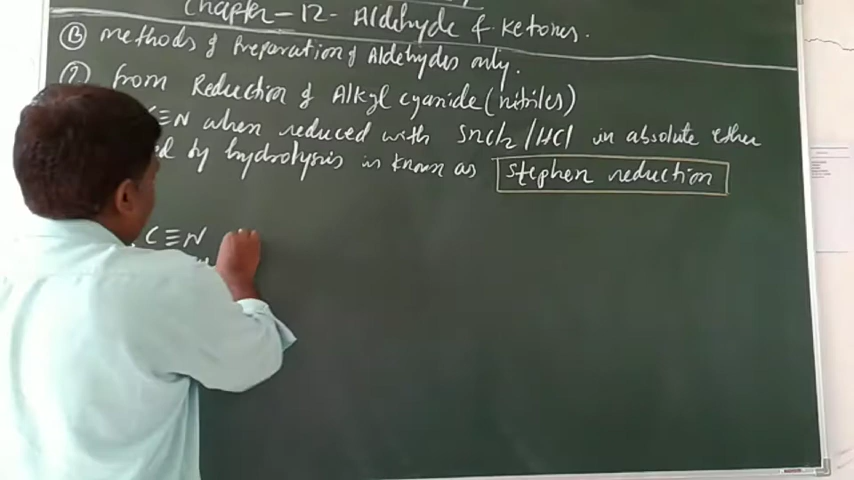 Chapter-12- Aldehyde & Ketones.
(B) methods of Preparation of Aldehydes only.
from Reduction of Alkyl cyanide (nitriles)
C≡N when reduced with SnCl2/HCl in absolute ether
by hydrolysis is known as Stephen reduction
C≡N